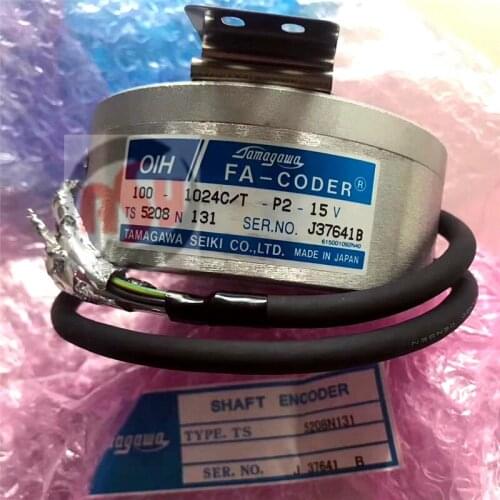 OIH
Tamagawa
FA-CODER®
100 - 1024C/T - P2 - 15 V
TS 5208 N 131 SER.NO. J37641B
TAMAGAWA SEIKI CO.,LTD. MADE IN JAPAN
SHAFT ENCODER
Tamagawa
TYPE. TS 5208N131
SER. NO. J 37641 B